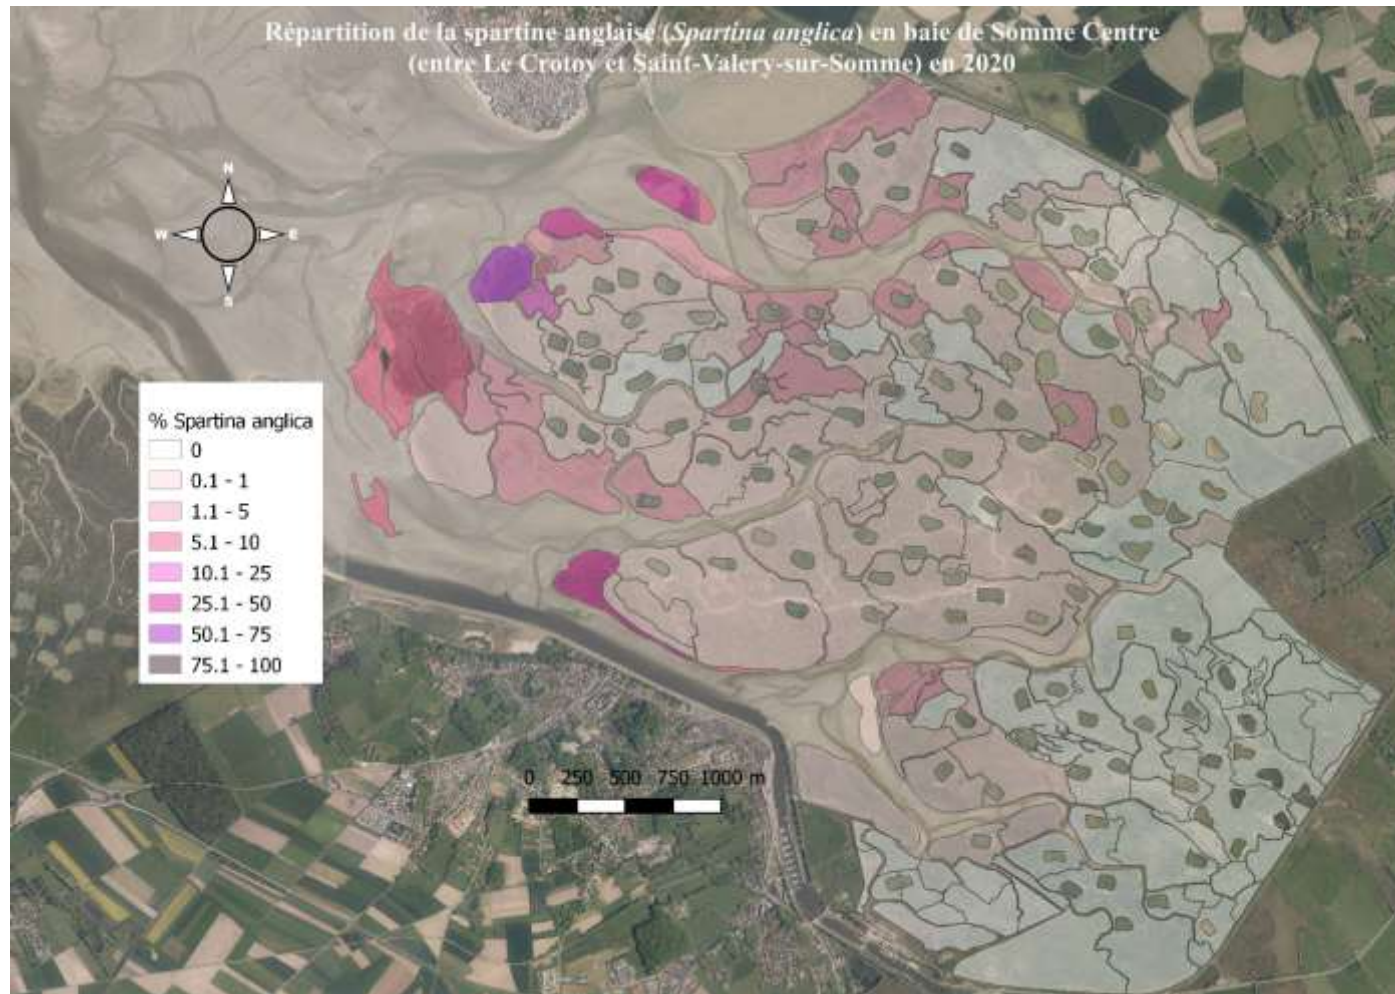 Répartition de la spartine anglaise (Spartina anglica) en baie de Somme Centre
(entre Le Crotoy et Saint-Valery-sur-Somme) en 2020
N
W
E
S
% Spartina anglica
0
0.1 - 1
1.1 - 5
5.1 - 10
10.1 - 25
25.1 - 50
50.1 - 75
75.1 - 100
0 250 500 750 1000 m